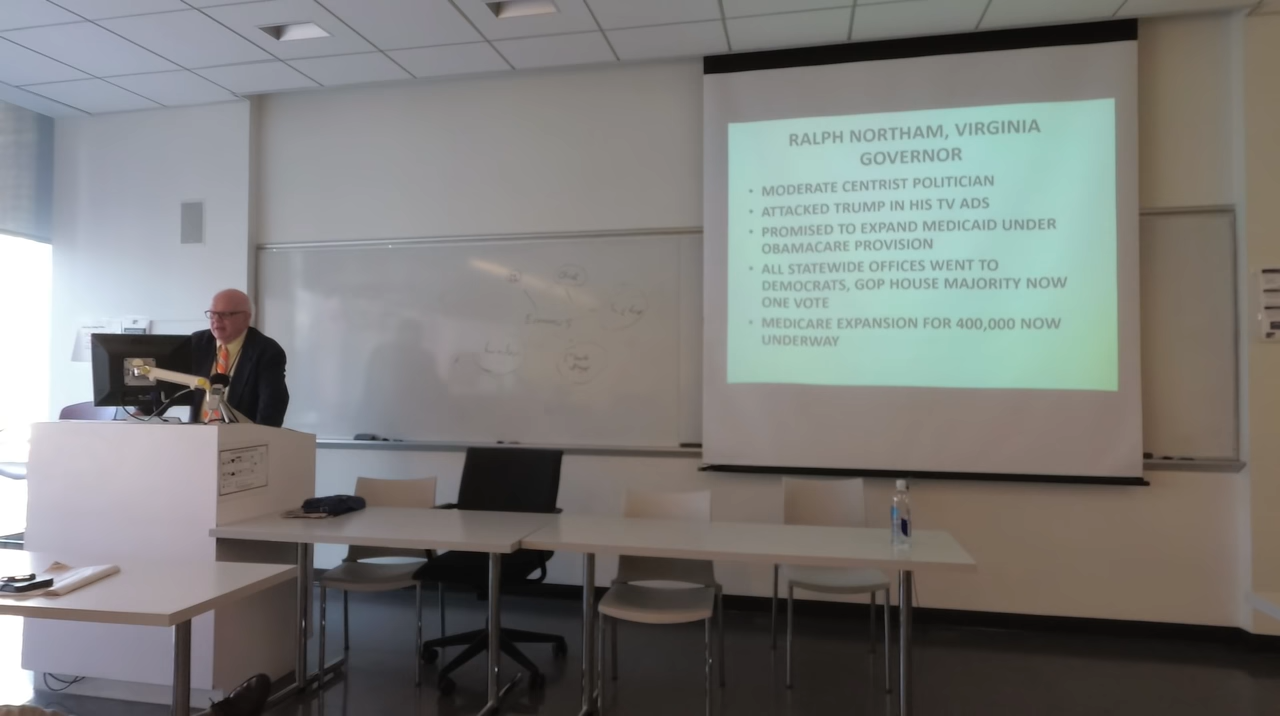 RALPH NORTHAM, VIRGINIA
GOVERNOR
• MODERATE CENTRIST POLITICIAN
• ATTACKED TRUMP IN HIS TV ADS
• PROMISED TO EXPAND MEDICAID UNDER
OBAMACARE PROVISION
• ALL STATEWIDE OFFICES WENT TO
DEMOCRATS, GOP HOUSE MAJORITY NOW
ONE VOTE
• MEDICARE EXPANSION FOR 400,000 NOW
UNDERWAY